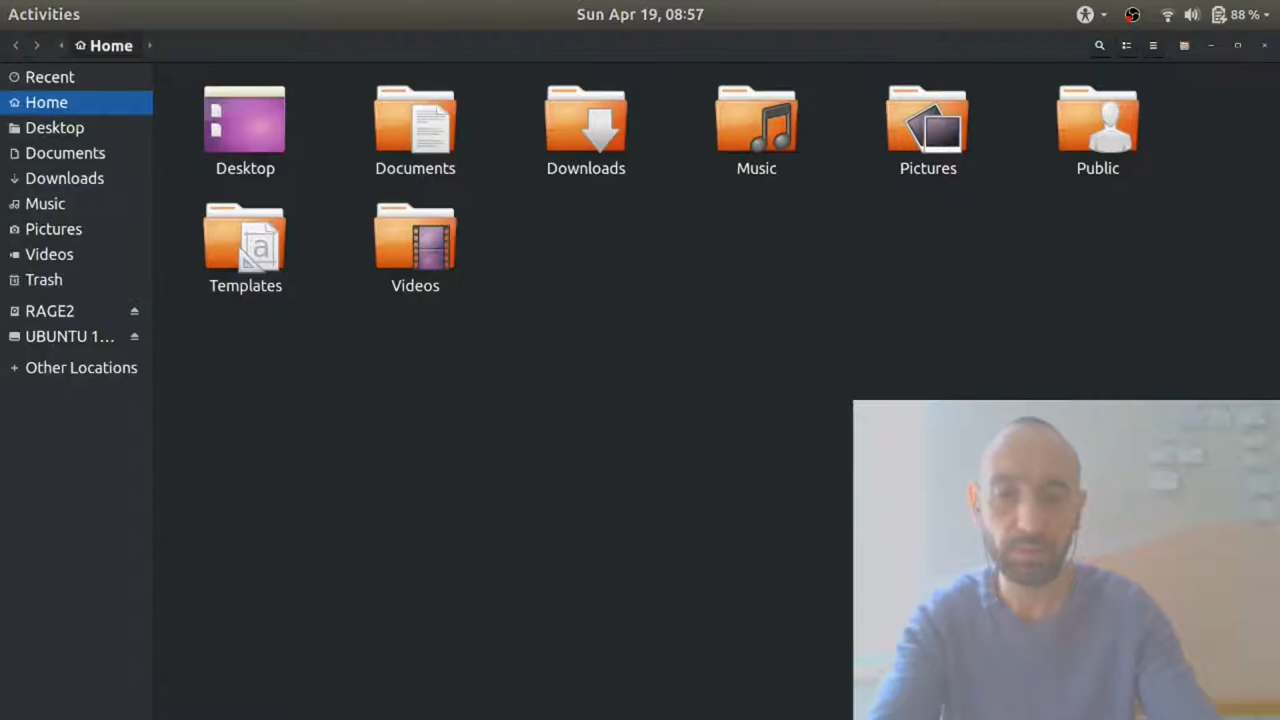 Activities
Sun Apr 19, 08:57
88 %
Home
Recent
Home
Desktop
Documents
Downloads
Music
Pictures
Videos
Trash
RAGE2
UBUNTU 1...
Other Locations
Desktop
Documents
Downloads
Music
Pictures
Public
a
Templates
Videos